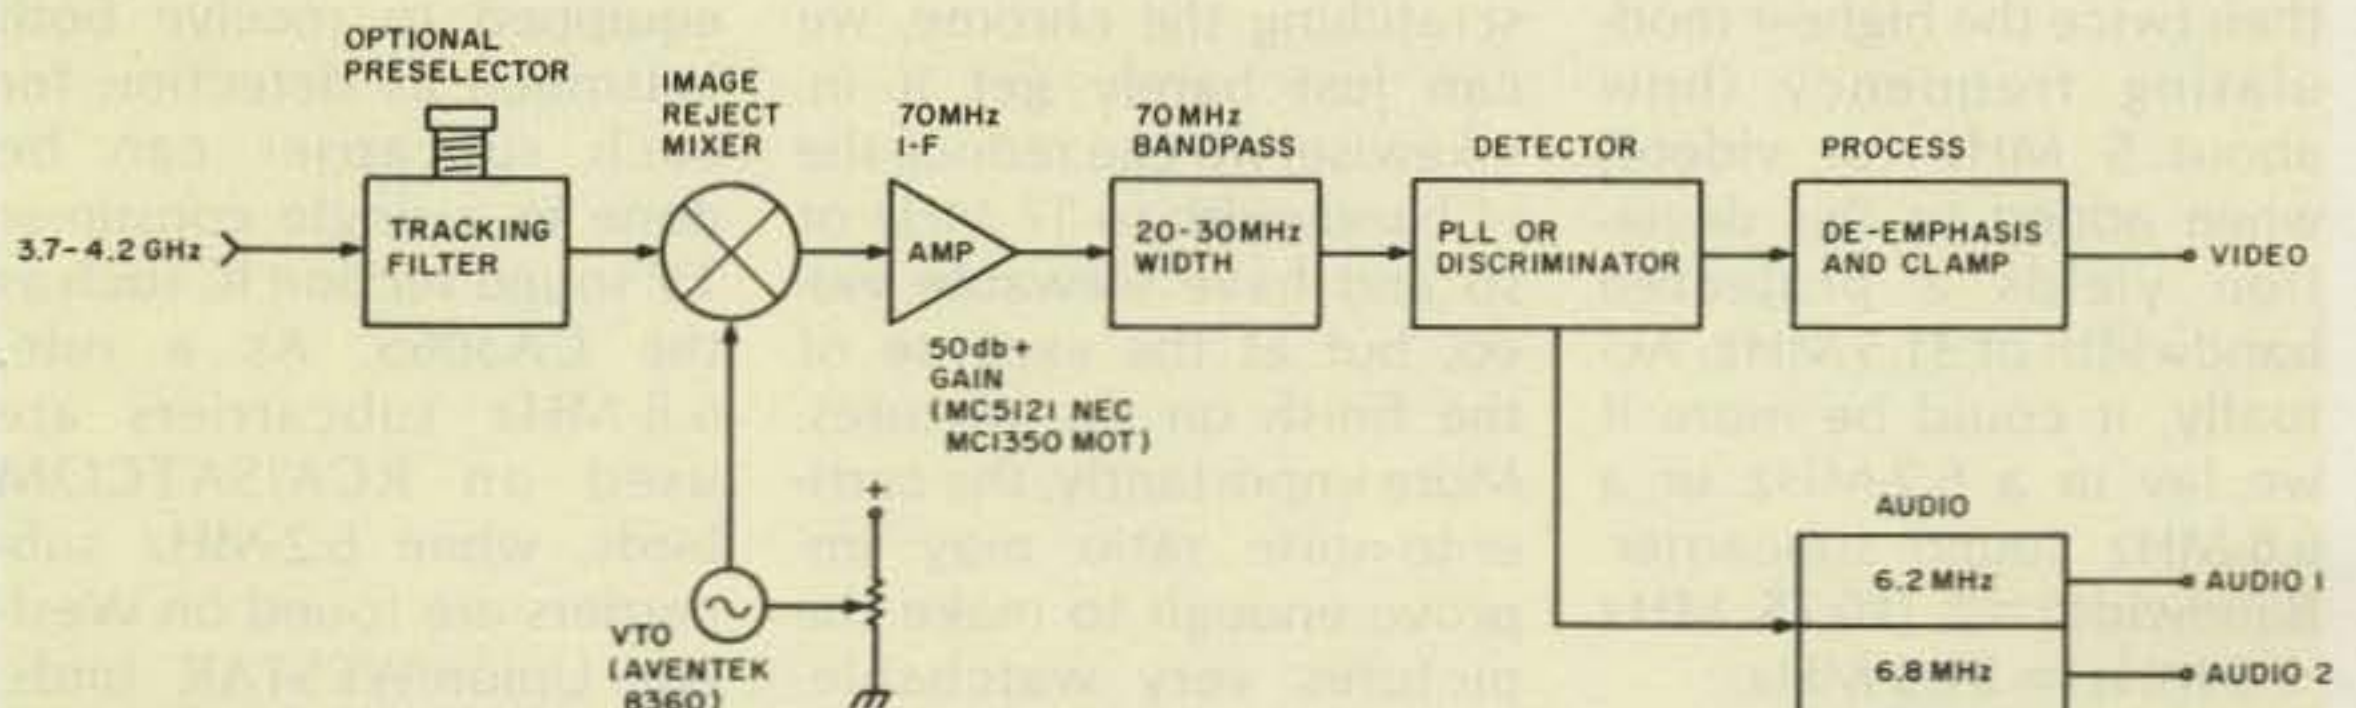 OPTIONAL
PRESELECTOR
IMAGE
REJECT
MIXER
70MHz
I-F
70MHz
BANDPASS
DETECTOR
PROCESS
3.7-4.2 GHz
TRACKING
FILTER
AMP
20-30MHz
WIDTH
PLL OR
DISCRIMINATOR
DE-EMPHASIS
AND CLAMP
VIDEO
50db+
GAIN
(MC5121 NEC
MC1350 MOT)
+
VTO
(AVENTEK
8360)
AUDIO
6.2 MHz
AUDIO 1
6.8 MHz
AUDIO 2